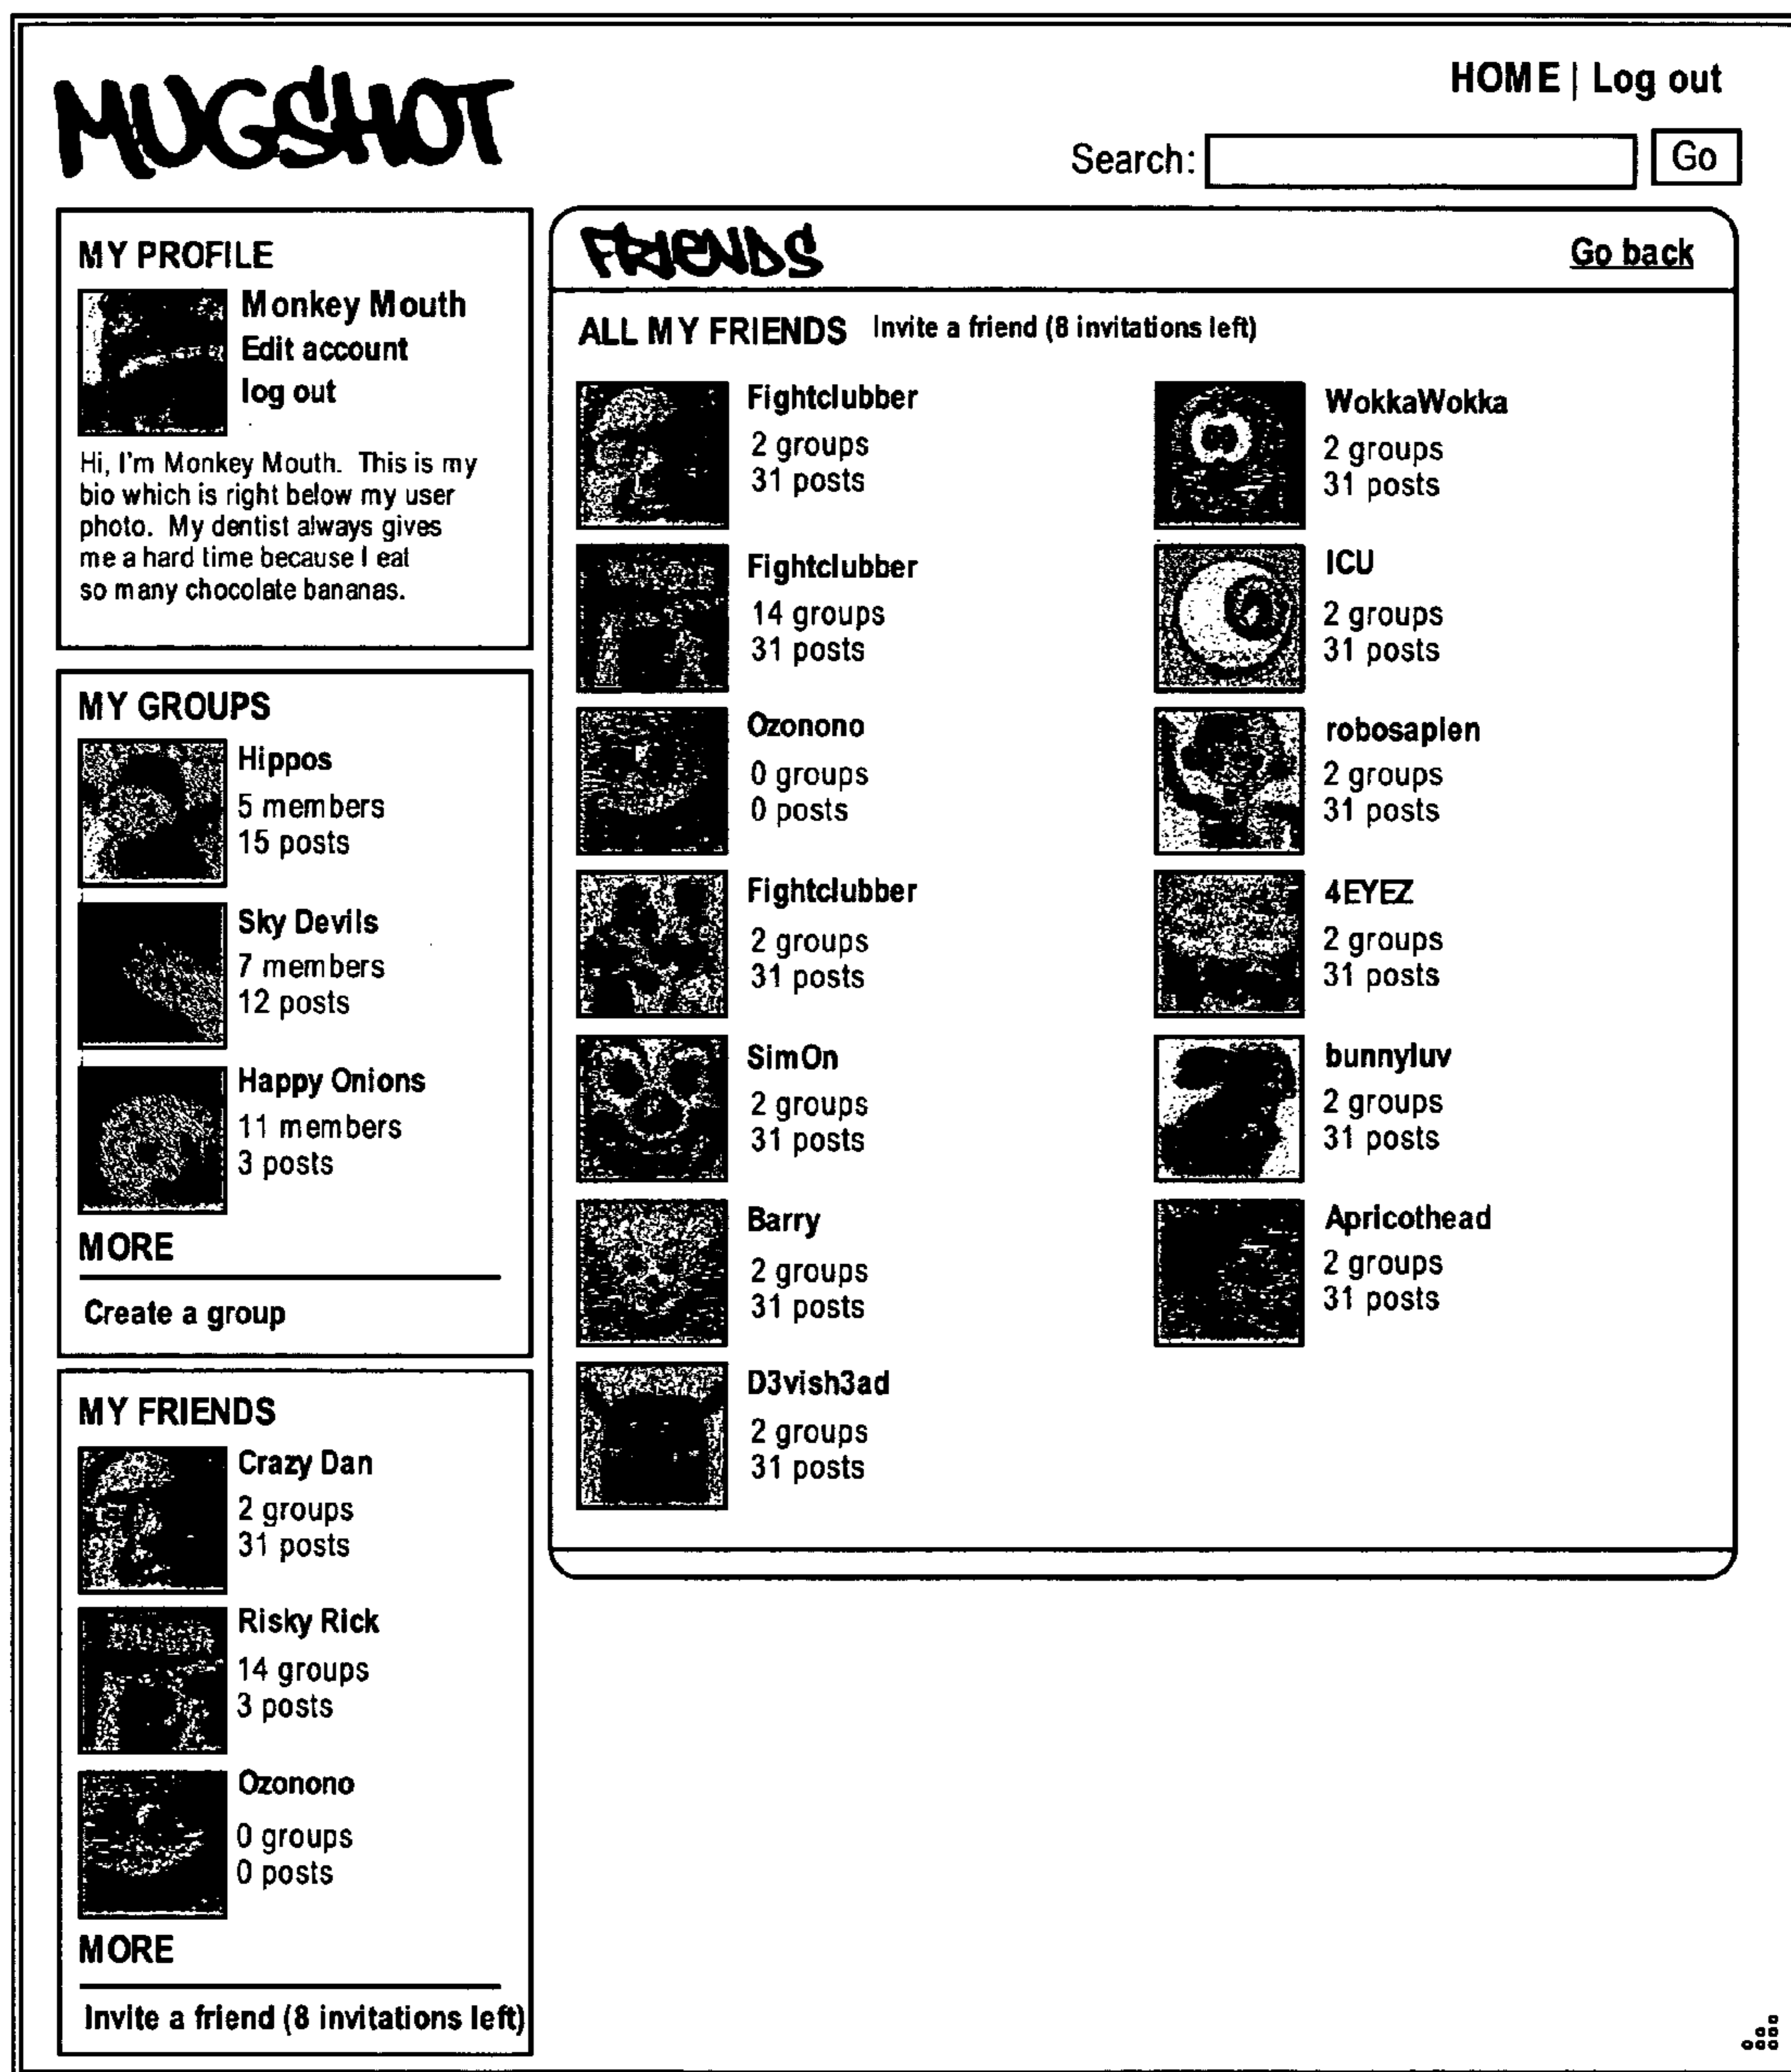 MUGSHOT
HOME | Log out
Search:
Go
MY PROFILE
Monkey Mouth
Edit account
log out
Hi, I'm Monkey Mouth. This is my
bio which is right below my user
photo. My dentist always gives
me a hard time because I eat
so many chocolate bananas.
MY GROUPS
Hippos
5 members
15 posts
Sky Devils
7 members
12 posts
Happy Onions
11 members
3 posts
MORE
Create a group
MY FRIENDS
Crazy Dan
2 groups
31 posts
Risky Rick
14 groups
3 posts
Ozonono
0 groups
0 posts
MORE
Invite a friend (8 invitations left)
FRIENDS
Go back
ALL MY FRIENDS Invite a friend (8 invitations left)
Fightclubber
2 groups
31 posts
Fightclubber
14 groups
31 posts
Ozonono
0 groups
0 posts
Fightclubber
2 groups
31 posts
SimOn
2 groups
31 posts
Barry
2 groups
31 posts
D3vish3ad
2 groups
31 posts
WokkaWokka
2 groups
31 posts
ICU
2 groups
31 posts
robosapien
2 groups
31 posts
4EYEZ
2 groups
31 posts
bunnyluv
2 groups
31 posts
Apricothead
2 groups
31 posts